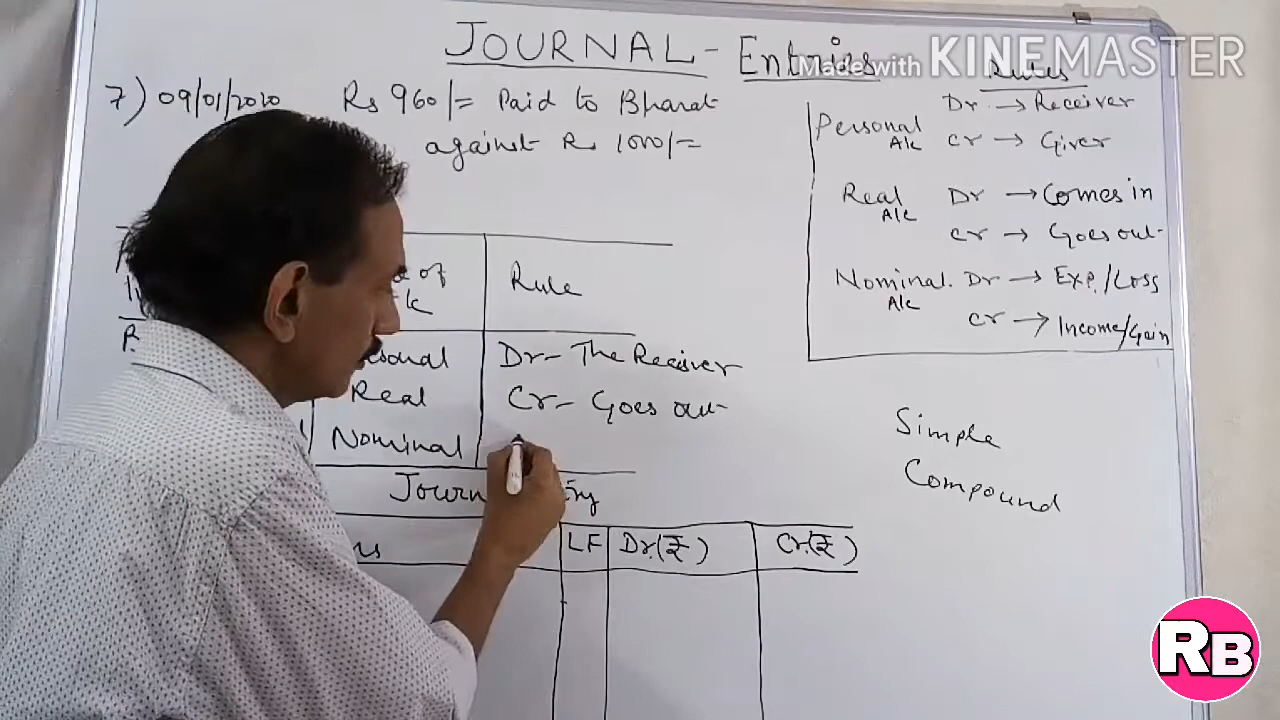 JOURNAL - Entries
Made with KINEMASTER
7) 09/01/2020 Rs 960/= Paid to Bharat
against Rs 1000/=
Rules
Personal A/c Dr. → Receiver
Cr → Giver
Real A/c Dr → Comes in
Cr → Goes out
Nominal. A/c Dr → Exp./Loss
Cr → Income/Gain
of Rule
Dr - The Reciever
Real Cr - Goes out
Nominal
Simple
Compound
LF Dr.(₹) Cr.(₹)
RB